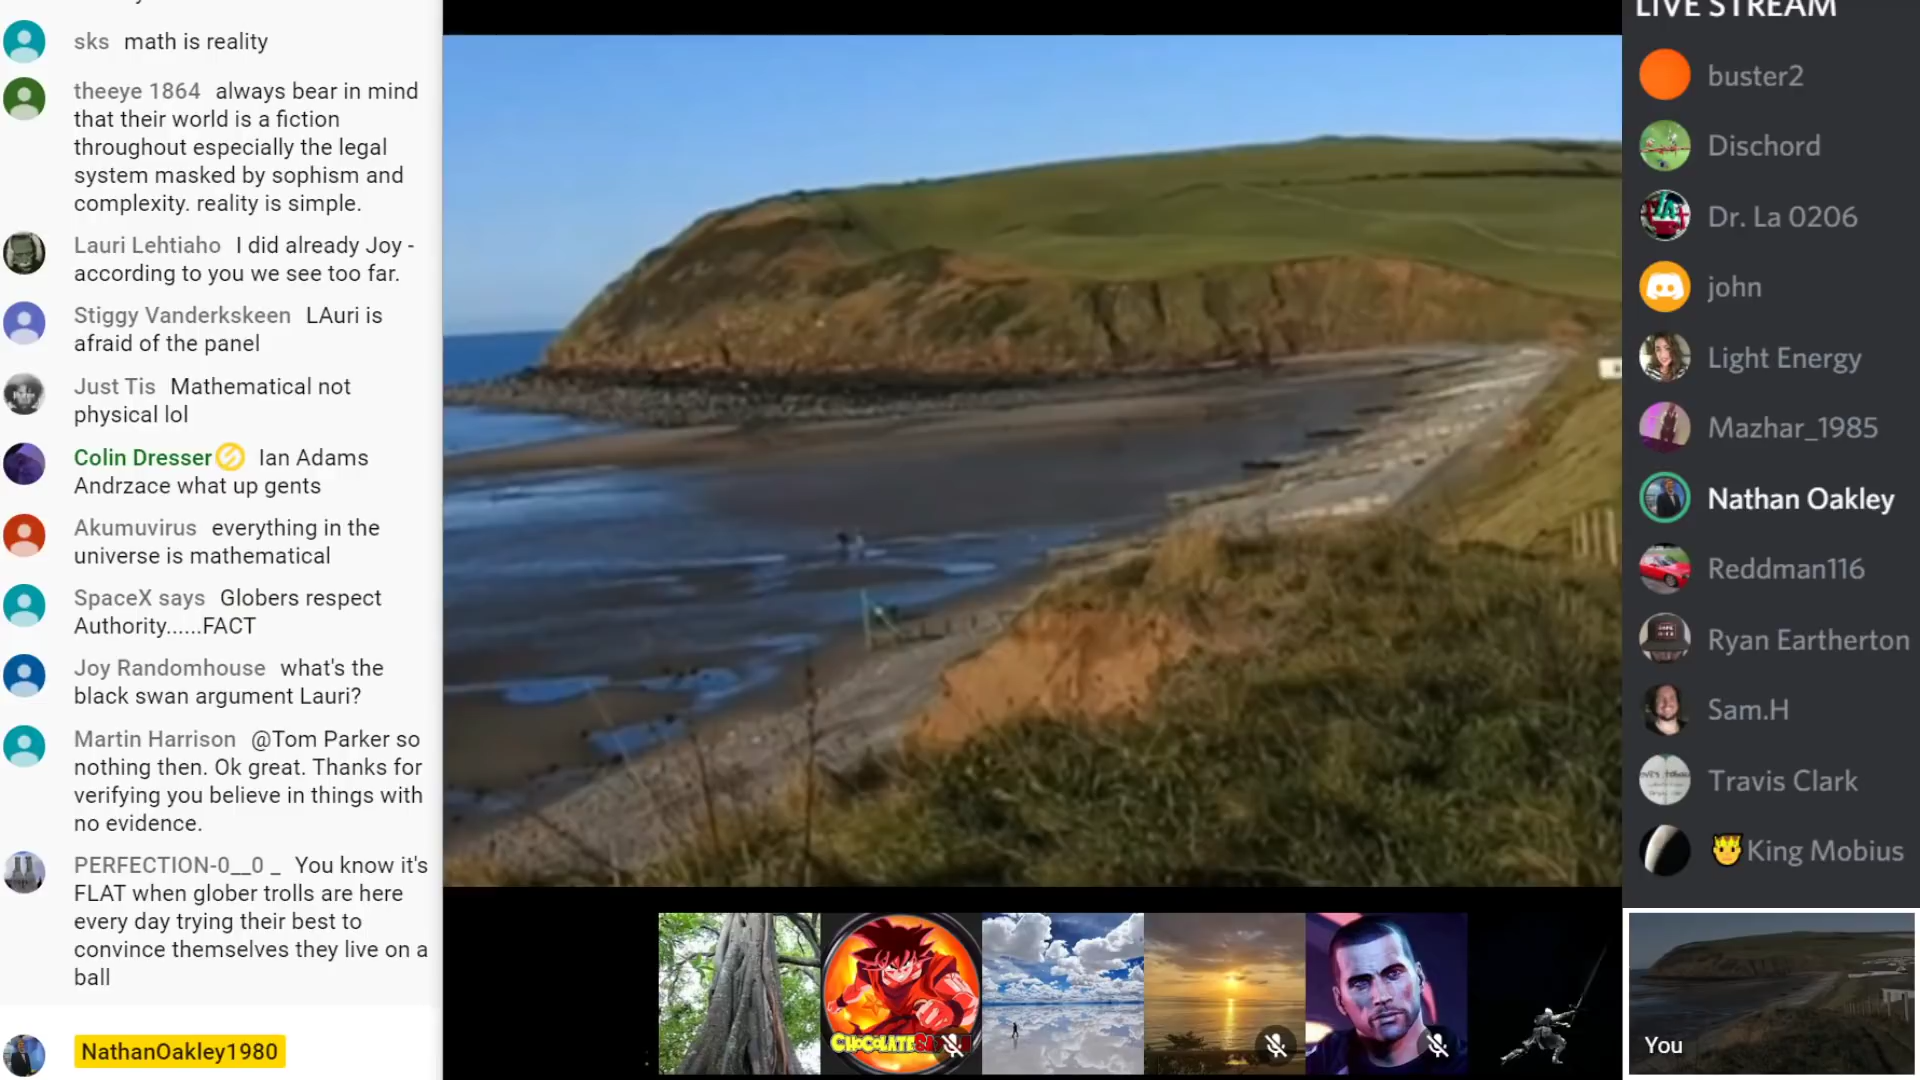 sks math is reality
theeye 1864 always bear in mind
that their world is a fiction
throughout especially the legal
system masked by sophism and
complexity. reality is simple.
Lauri Lehtiaho I did already Joy -
according to you we see too far.
Stiggy Vanderkskeen LAuri is
afraid of the panel
Just Tis Mathematical not
physical lol
Colin Dresser Ian Adams
Andrzace what up gents
Akumuvirus everything in the
universe is mathematical
SpaceX says Globers respect
Authority......FACT
Joy Randomhouse what's the
black swan argument Lauri?
Martin Harrison @Tom Parker so
nothing then. Ok great. Thanks for
verifying you believe in things with
no evidence.
PERFECTION-0__0 _ You know it's
FLAT when glober trolls are here
every day trying their best to
convince themselves they live on a
ball
NathanOakley1980
CHOCOLATE
LIVE STREAM
buster2
Dischord
Dr. La 0206
john
Light Energy
Mazhar_1985
Nathan Oakley
Reddman116
Ryan Eartherton
Sam.H
Travis Clark
King Mobius
You